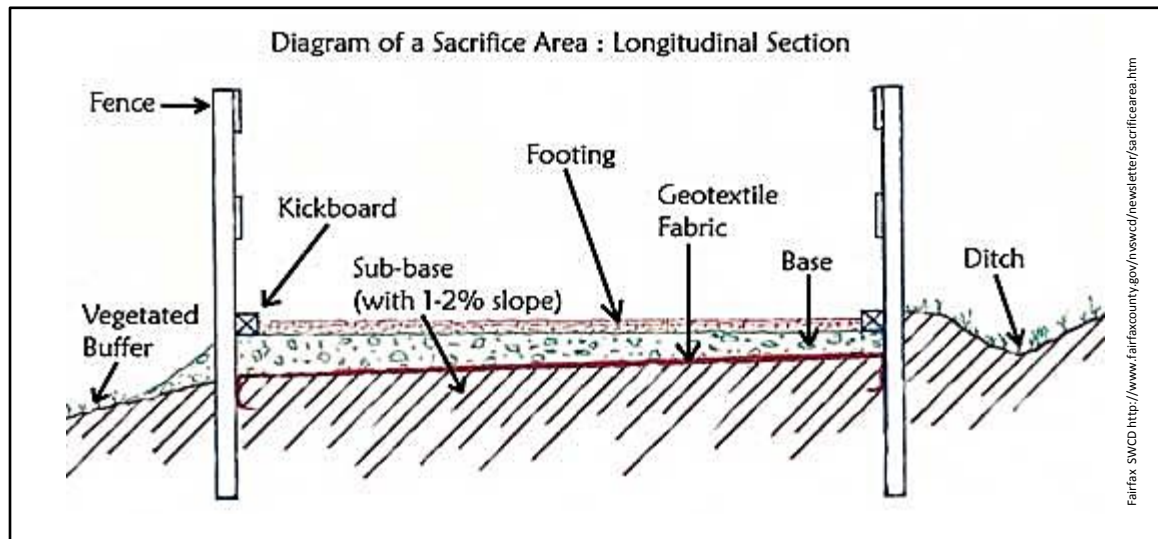 Diagram of a Sacrifice Area : Longitudinal Section
Fence
Footing
Geotextile
Fabric
Kickboard
Base
Ditch
Sub-base
(with 1-2% slope)
Vegetated
Buffer
Fairfax SWCD http://www.fairfaxcounty.gov/nvswcd/newsletter/sacrificearea.htm